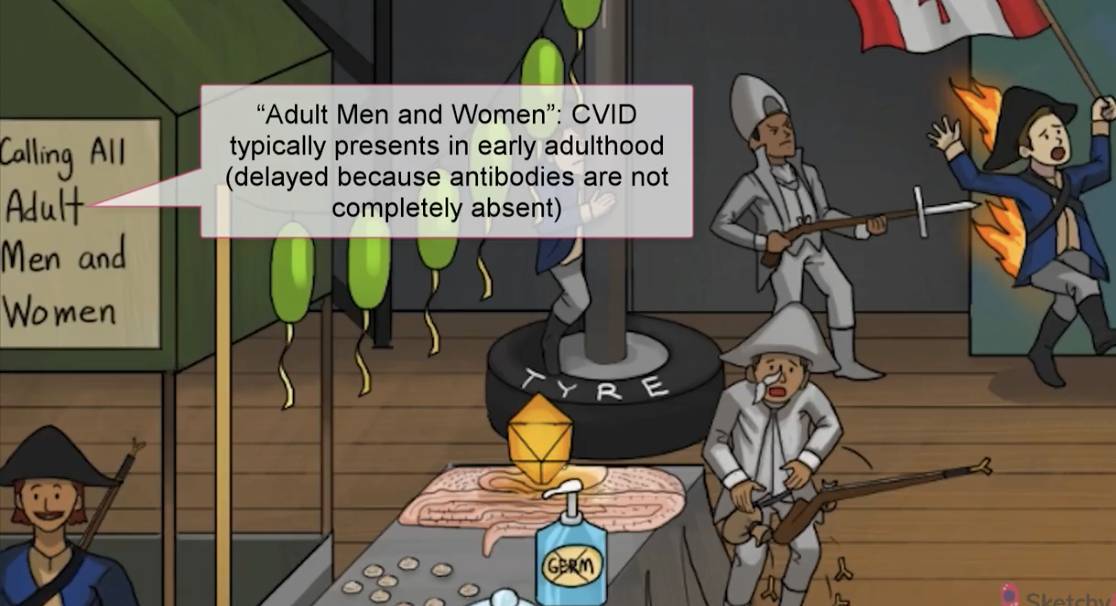 “Adult Men and Women”: CVID
typically presents in early adulthood
(delayed because antibodies are not
completely absent)
Calling All
Adult
Men and
Women
TYRE
GERM
Sketchy